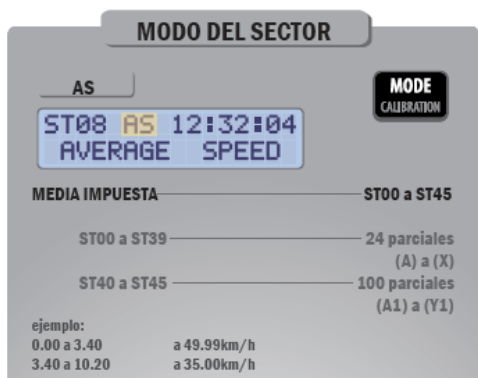 MODO DEL SECTOR
AS
MODE
CALIBRATION
ST08 AS 12:32:04
AVERAGE SPEED
MEDIA IMPUESTA ST00 a ST45
ST00 a ST39 24 parciales
(A) a (X)
ST40 a ST45 100 parciales
(A1) a (Y1)
ejemplo:
0.00 a 3.40 a 49.99km/h
3.40 a 10.20 a 35.00km/h